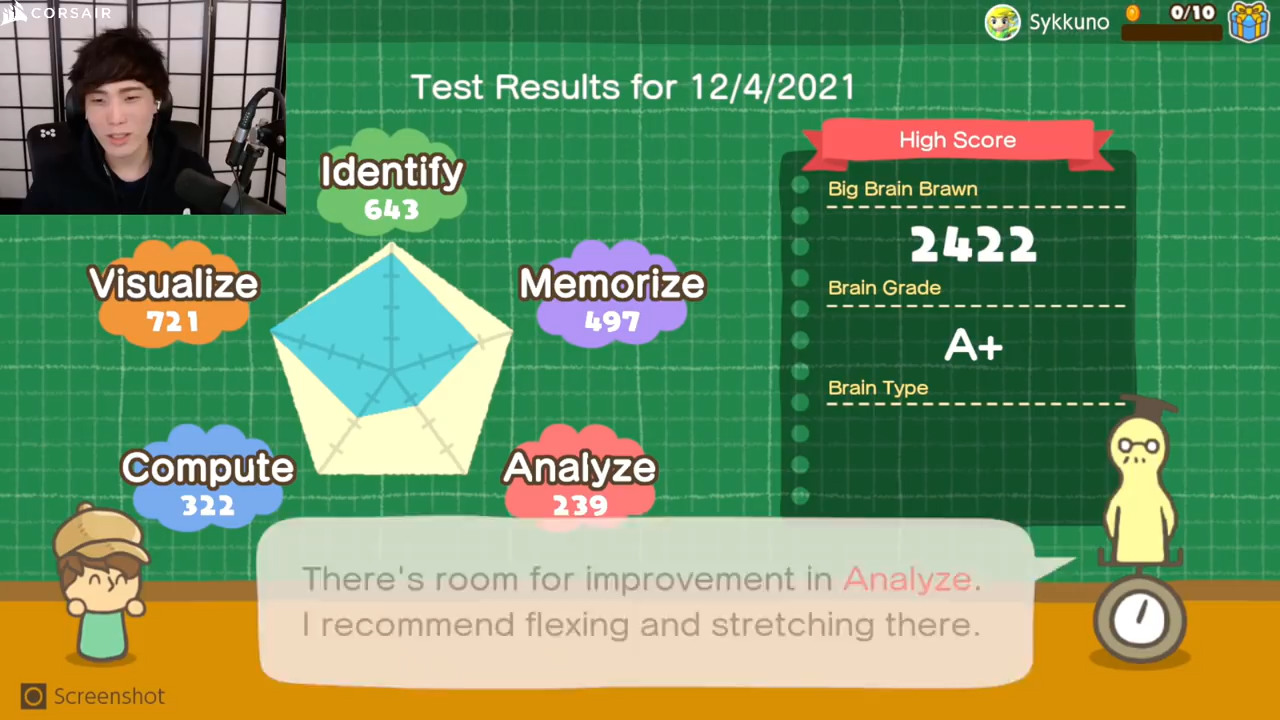 CORSAIR
Sykkuno
0/10
Test Results for 12/4/2021
High Score
Identify
643
Big Brain Brawn
2422
Visualize
721
Memorize
497
Brain Grade
A+
Brain Type
Compute
322
Analyze
239
There's room for improvement in Analyze.
I recommend flexing and stretching there.
Screenshot